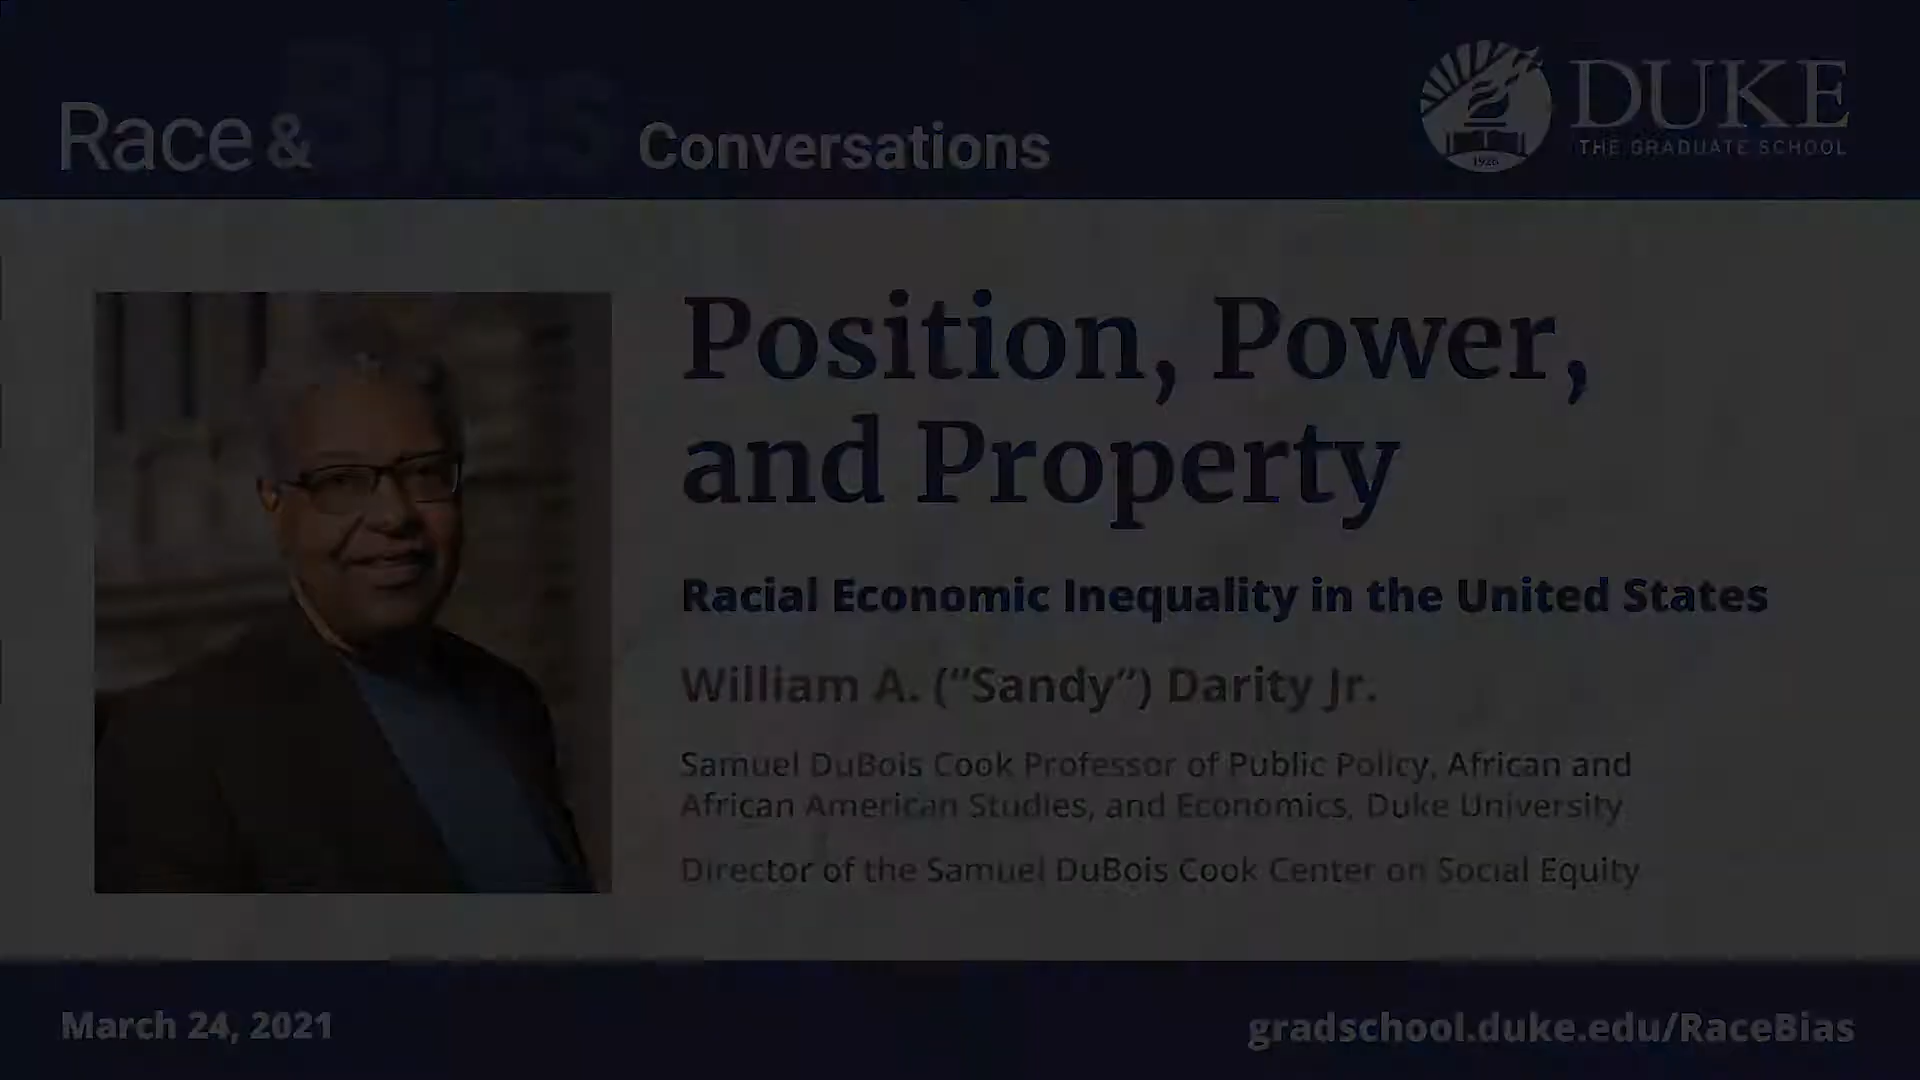 Race & Bias Conversations
DUKE
THE GRADUATE SCHOOL
1926
Position, Power,
and Property
Racial Economic Inequality in the United States
William A. (“Sandy”) Darity Jr.
Samuel DuBois Cook Professor of Public Policy, African and
African American Studies, and Economics, Duke University
Director of the Samuel DuBois Cook Center on Social Equity
March 24, 2021
gradschool.duke.edu/RaceBias